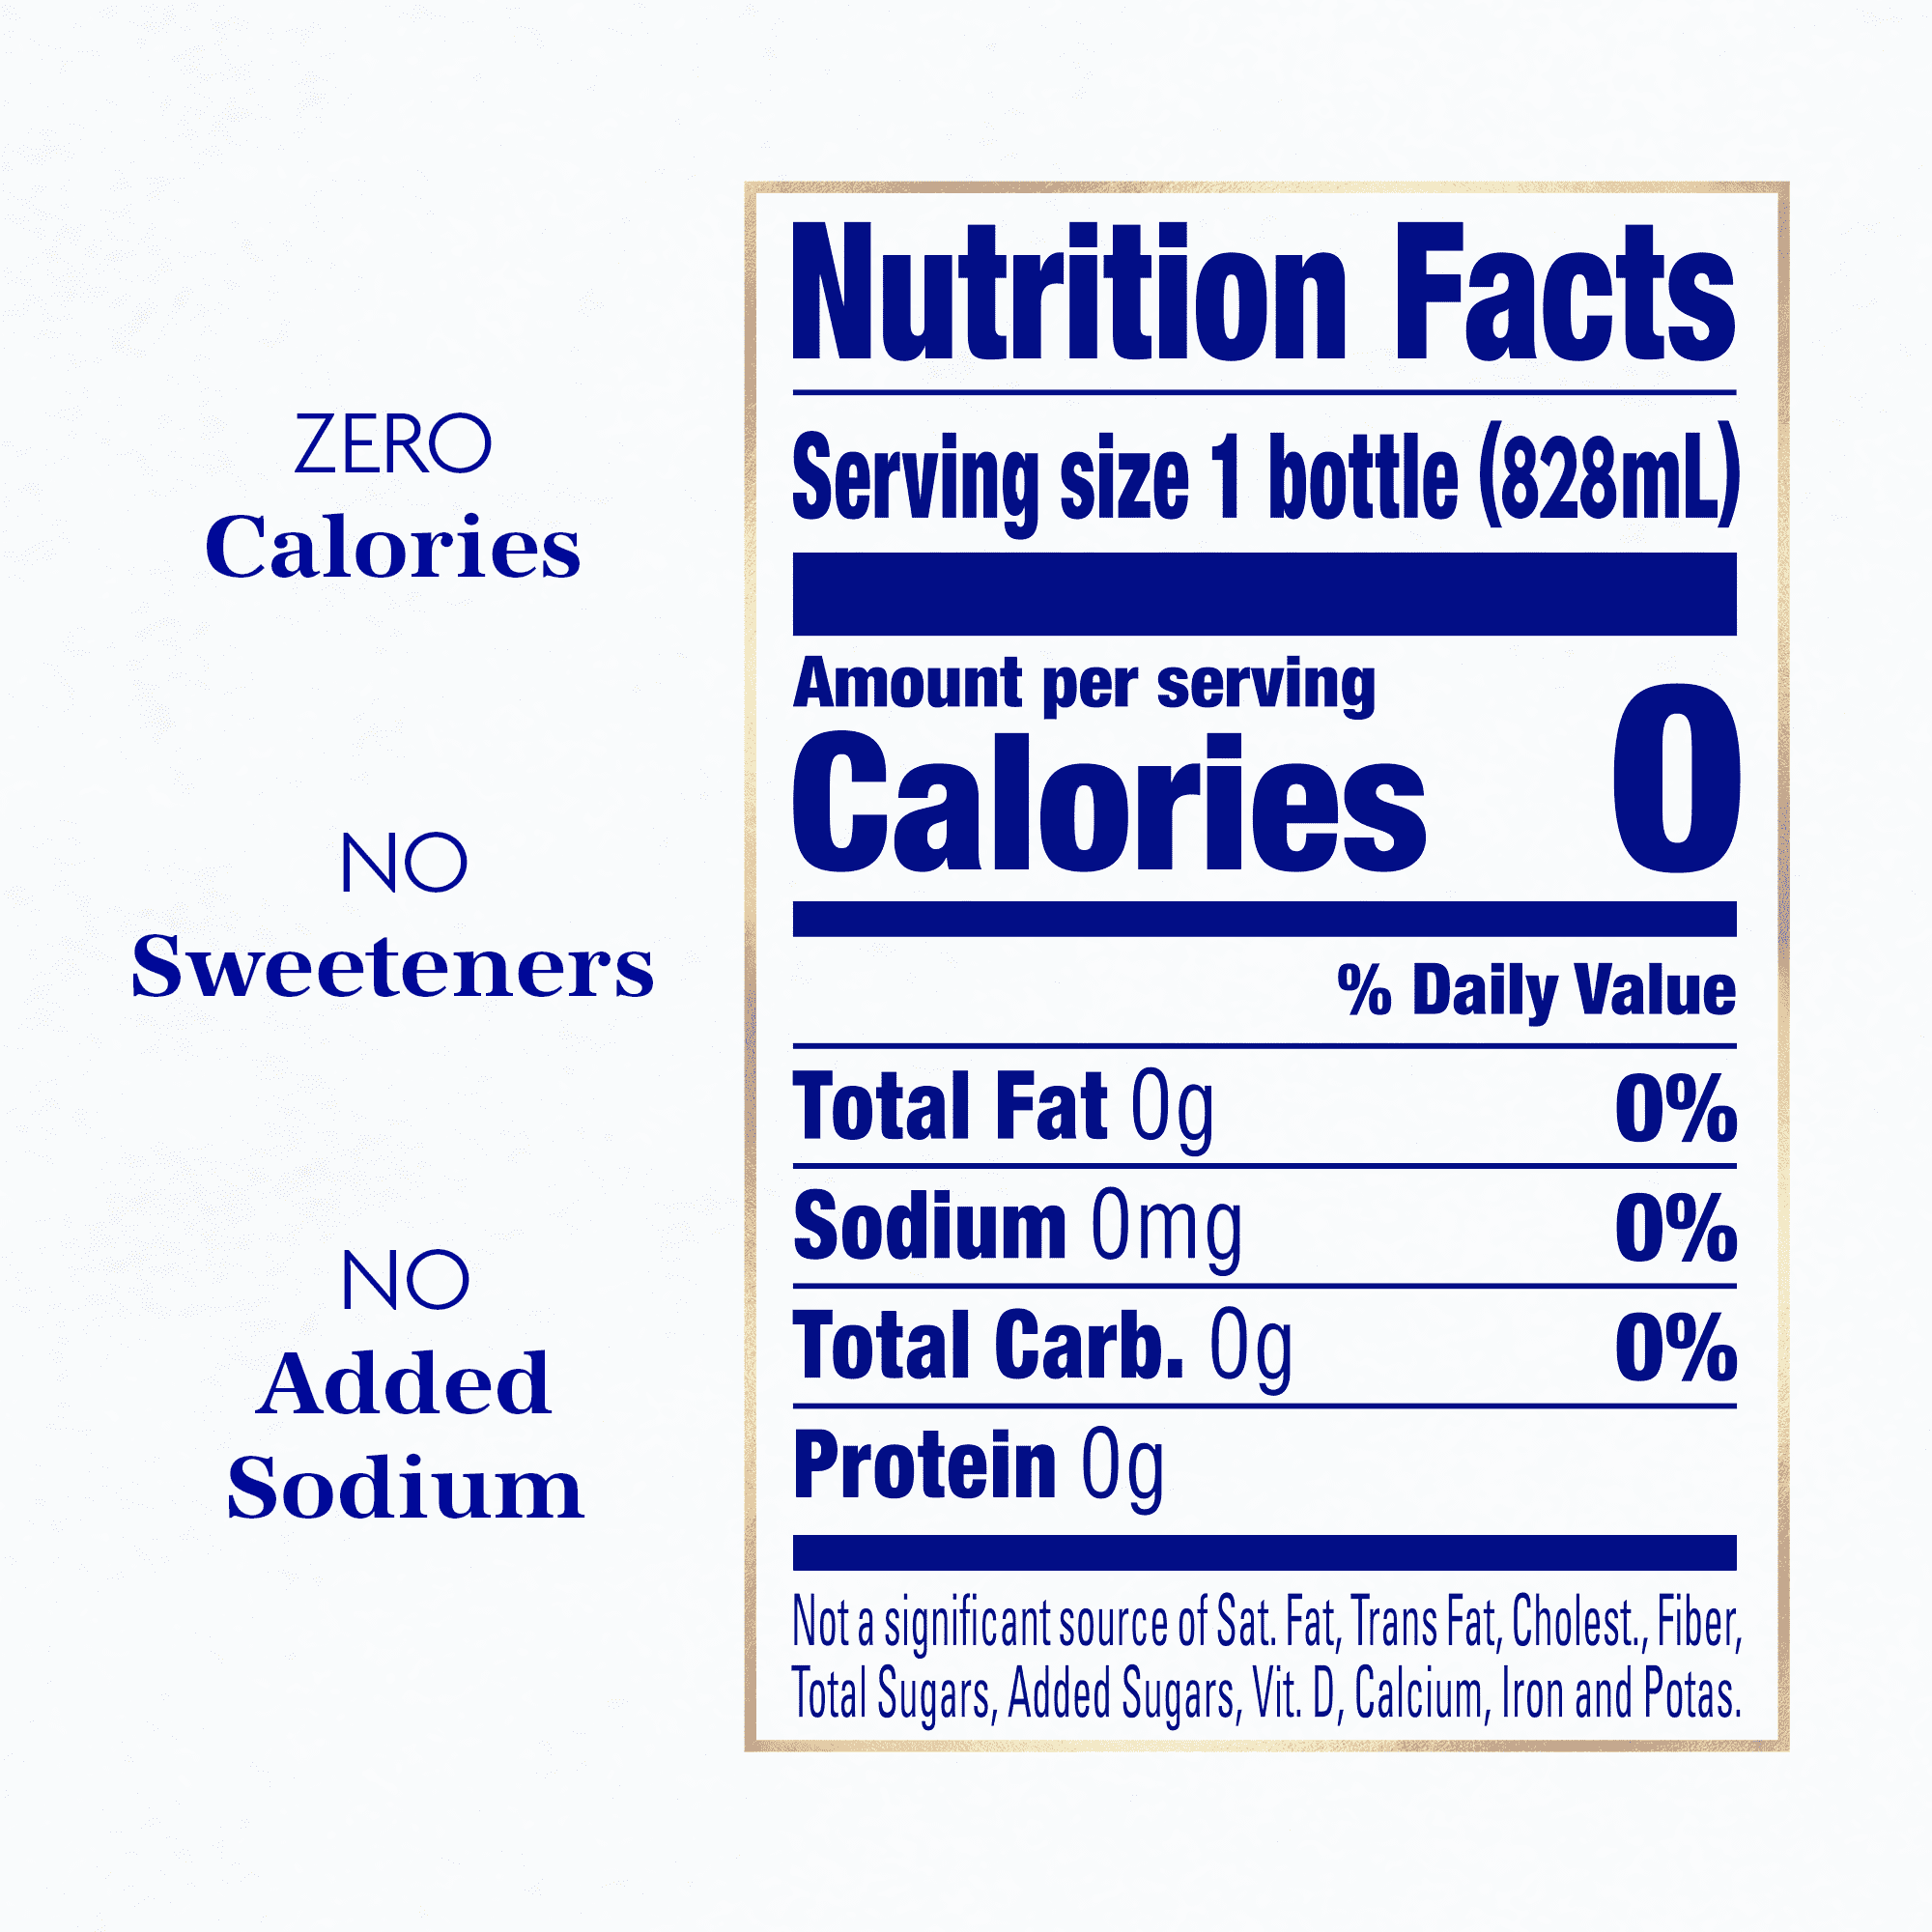 ZERO
Calories
NO
Sweeteners
NO
Added
Sodium
Nutrition Facts
Serving size 1 bottle (828mL)
Amount per serving
Calories 0
% Daily Value
Total Fat 0g 0%
Sodium 0mg 0%
Total Carb. 0g 0%
Protein 0g
Not a significant source of Sat. Fat, Trans Fat, Cholest., Fiber,
Total Sugars, Added Sugars, Vit. D, Calcium, Iron and Potas.